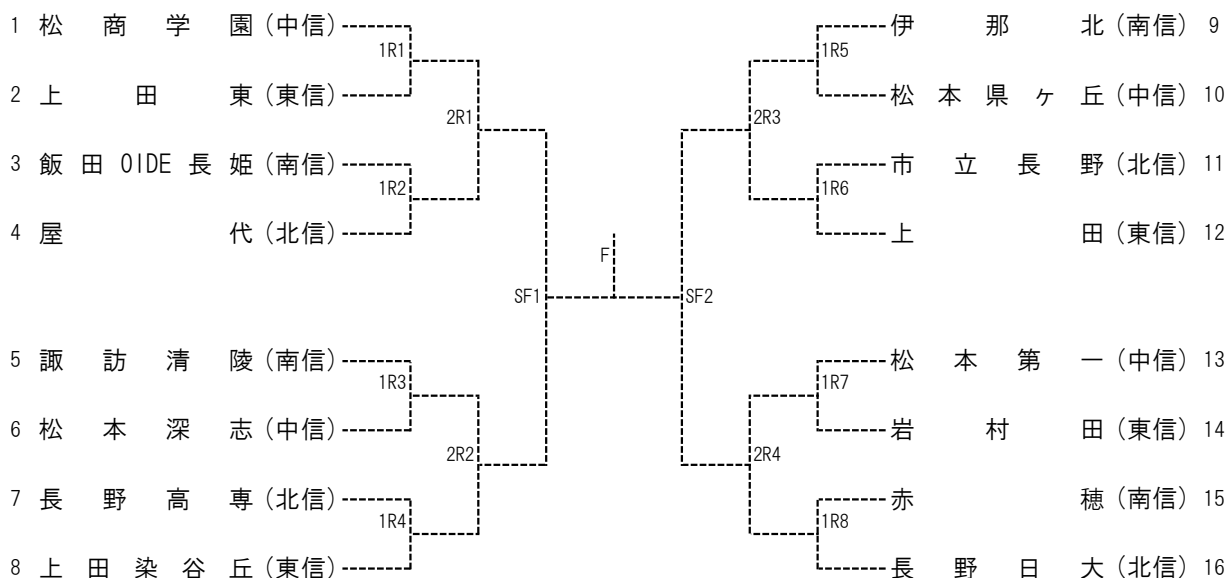 1 松商学園(中信)
1R1
2 上田東(東信)
2R1
3 飯田OIDE長姫(南信)
1R2
4 屋代(北信)
SF1
5 諏訪清陵(南信)
1R3
6 松本深志(中信)
2R2
7 長野高専(北信)
1R4
8 上田染谷丘(東信)
F
伊那北(南信) 9
1R5
松本県ヶ丘(中信) 10
2R3
市立長野(北信) 11
1R6
上田(東信) 12
SF2
松本第一(中信) 13
1R7
岩村田(東信) 14
2R4
赤穂(南信) 15
1R8
長野日大(北信) 16